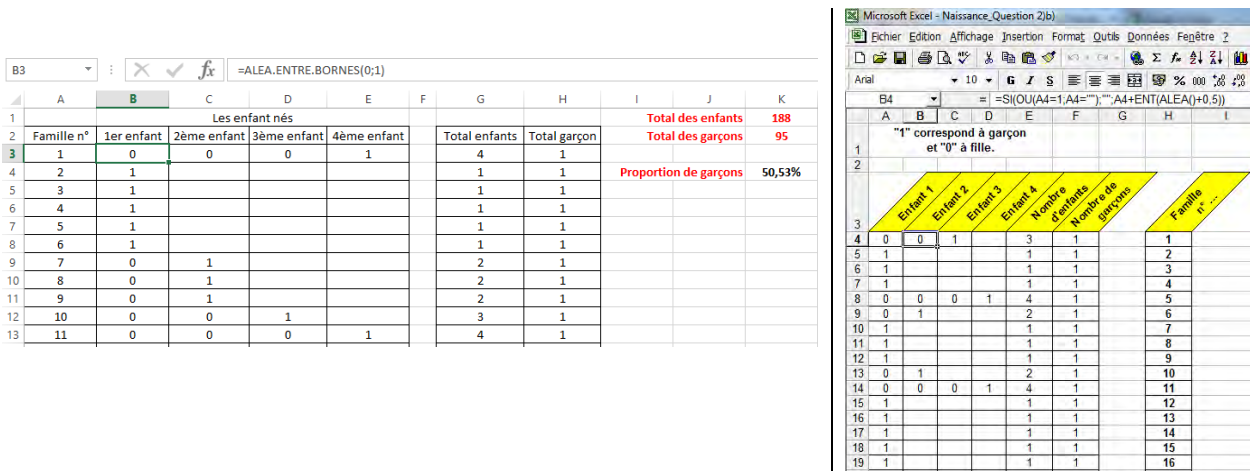 B3 fx =ALEA.ENTRE.BORNES(0;1)
A B C D E F G H I J K
1 Les enfant nés Total des enfants 188
2 Famille n° 1er enfant 2ème enfant 3ème enfant 4ème enfant Total enfants Total garçon Total des garçons 95
3 1 0 0 0 1 4 1
4 2 1 1 1 Proportion de garçons 50,53%
5 3 1 1 1
6 4 1 1 1
7 5 1 1 1
8 6 1 1 1
9 7 0 1 2 1
10 8 0 1 2 1
11 9 0 1 2 1
12 10 0 0 1 3 1
13 11 0 0 0 1 4 1
Microsoft Excel - Naissance_Question 2)b)
Fichier Edition Affichage Insertion Format Outils Données Fenêtre ?
Arial 10 G I S % 000
B4 = =SI(OU(A4=1;A4="");"";A4+ENT(ALEA()+0,5))
A B C D E F G H I
"1" correspond à garçon
1 et "0" à fille.
2
3 Enfant 1 Enfant 2 Enfant 3 Enfant 4 Nombre d'enfants Nombre de garçons Famille n° ...
4 0 0 1 3 1 1
5 1 1 1 2
6 1 1 1 3
7 1 1 1 4
8 0 0 0 1 4 1 5
9 0 1 2 1 6
10 1 1 1 7
11 1 1 1 8
12 1 1 1 9
13 0 1 2 1 10
14 0 0 0 1 4 1 11
15 1 1 1 12
16 1 1 1 13
17 1 1 1 14
18 1 1 1 15
19 1 1 1 16